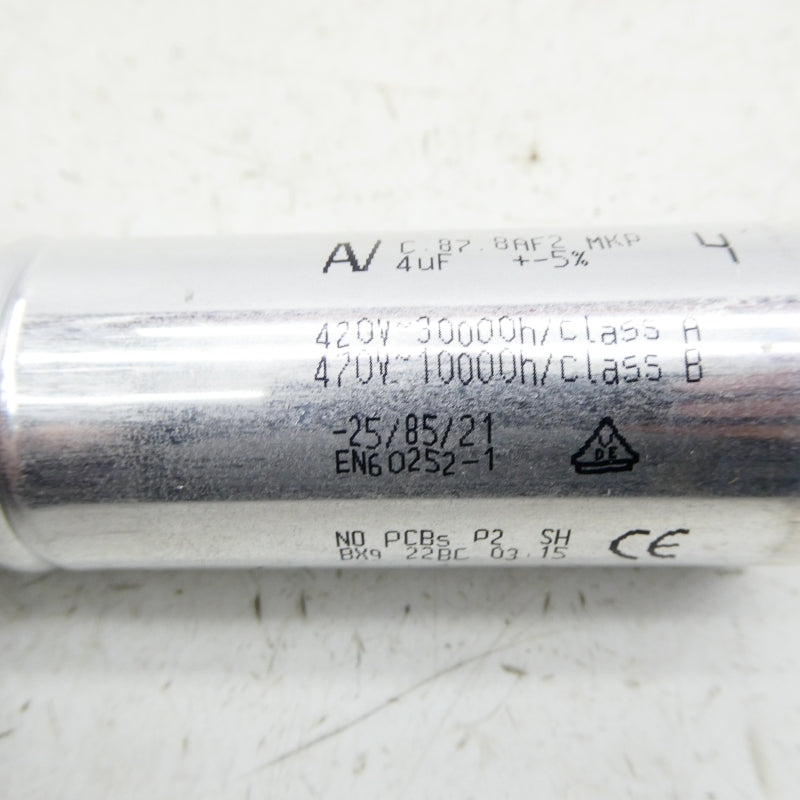 AV C.87.8AF2 MKP 4
4uF +-5%
420V~30000h/class A
470V~10000h/class B
-25/85/21
EN60252-1
DE
NO PCBs P2 SH
BX9 22BC 03.15
CE